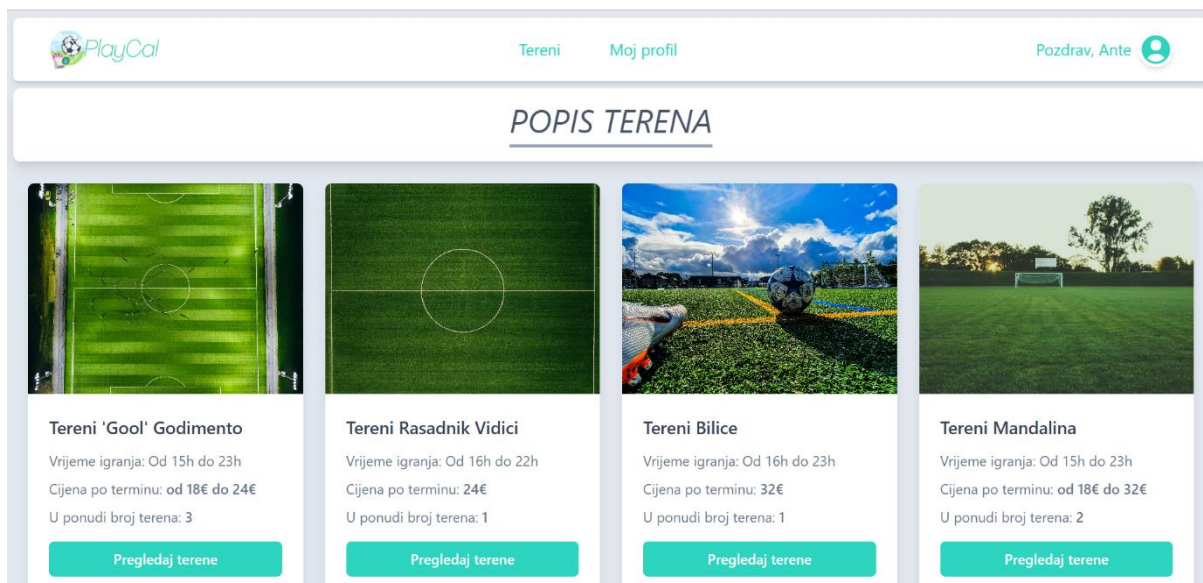 PlayCal
Tereni
Moj profil
Pozdrav, Ante
POPIS TERENA
Tereni 'Gool' Godimento
Vrijeme igranja: Od 15h do 23h
Cijena po terminu: od 18€ do 24€
U ponudi broj terena: 3
Pregledaj terene
Tereni Rasadnik Vidici
Vrijeme igranja: Od 16h do 22h
Cijena po terminu: 24€
U ponudi broj terena: 1
Pregledaj terene
Tereni Bilice
Vrijeme igranja: Od 16h do 23h
Cijena po terminu: 32€
U ponudi broj terena: 1
Pregledaj terene
Tereni Mandalina
Vrijeme igranja: Od 15h do 23h
Cijena po terminu: od 18€ do 32€
U ponudi broj terena: 2
Pregledaj terene